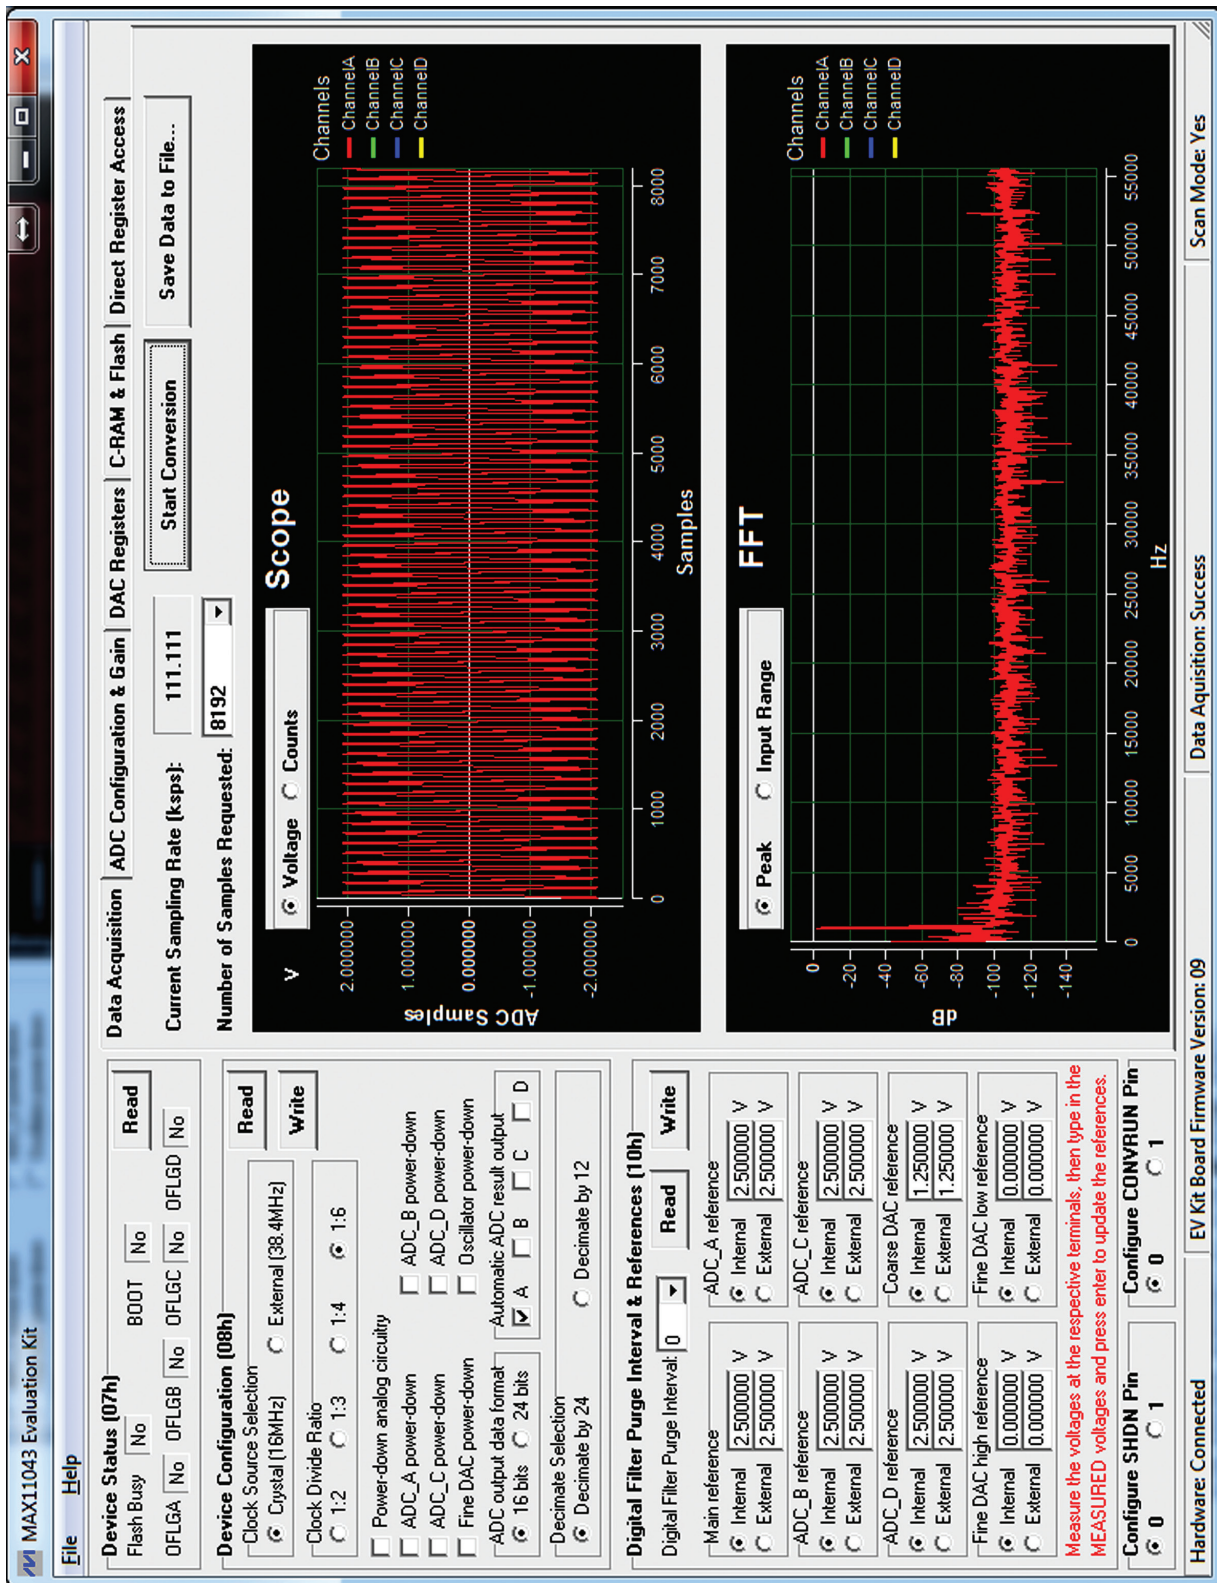 MAX11043 Evaluation Kit
File Help
Device Status (07h)
Flash Busy No BOOT No Read
OFLGA No OFLGB No OFLGC No OFLGD No
Device Configuration (08h)
Clock Source Selection
Crystal (16MHz) External (38.4MHz)
Read
Clock Divide Ratio
1:2 1:3 1:4 1:6
Write
Power-down analog circuitry
ADC_A power-down ADC_B power-down
ADC_C power-down ADC_D power-down
Fine DAC power-down Oscillator power-down
ADC output data format
16 bits 24 bits
Automatic ADC result output
A B C D
Decimate Selection
Decimate by 24 Decimate by 12
Digital Filter Purge Interval & References (10h)
Digital Filter Purge Interval: 0 Read Write
Main reference
Internal 2.500000 V
External 2.500000 V
ADC_A reference
Internal 2.500000 V
External 2.500000 V
ADC_B reference
Internal 2.500000 V
External 2.500000 V
ADC_C reference
Internal 2.500000 V
External 2.500000 V
ADC_D reference
Internal 2.500000 V
External 2.500000 V
Coarse DAC reference
Internal 1.250000 V
External 1.250000 V
Fine DAC high reference
Internal 0.000000 V
External 0.000000 V
Fine DAC low reference
Internal 0.000000 V
External 0.000000 V
Measure the voltages at the respective terminals, then type in the
MEASURED voltages and press enter to update the references.
Configure SHDN Pin
0 1
Configure CONVRUN Pin
0 1
Data Acquisition ADC Configuration & Gain DAC Registers C-RAM & Flash Direct Register Access
Current Sampling Rate (ksps): 111.111
Start Conversion
Save Data to File...
Number of Samples Requested: 8192
V
Voltage Counts
Scope
Channels
ChannelA
ChannelB
ChannelC
ChannelD
ADC Samples
2.000000
1.000000
0.000000
-1.000000
-2.000000
0 1000 2000 3000 4000 5000 6000 7000 8000
Samples
Peak Input Range
FFT
Channels
ChannelA
ChannelB
ChannelC
ChannelD
dB
0
-20
-40
-60
-80
-100
-120
-140
0 5000 10000 15000 20000 25000 30000 35000 40000 45000 50000 55000
Hz
Hardware: Connected EV Kit Board Firmware Version: 09 Data Aquisition: Success Scan Mode: Yes